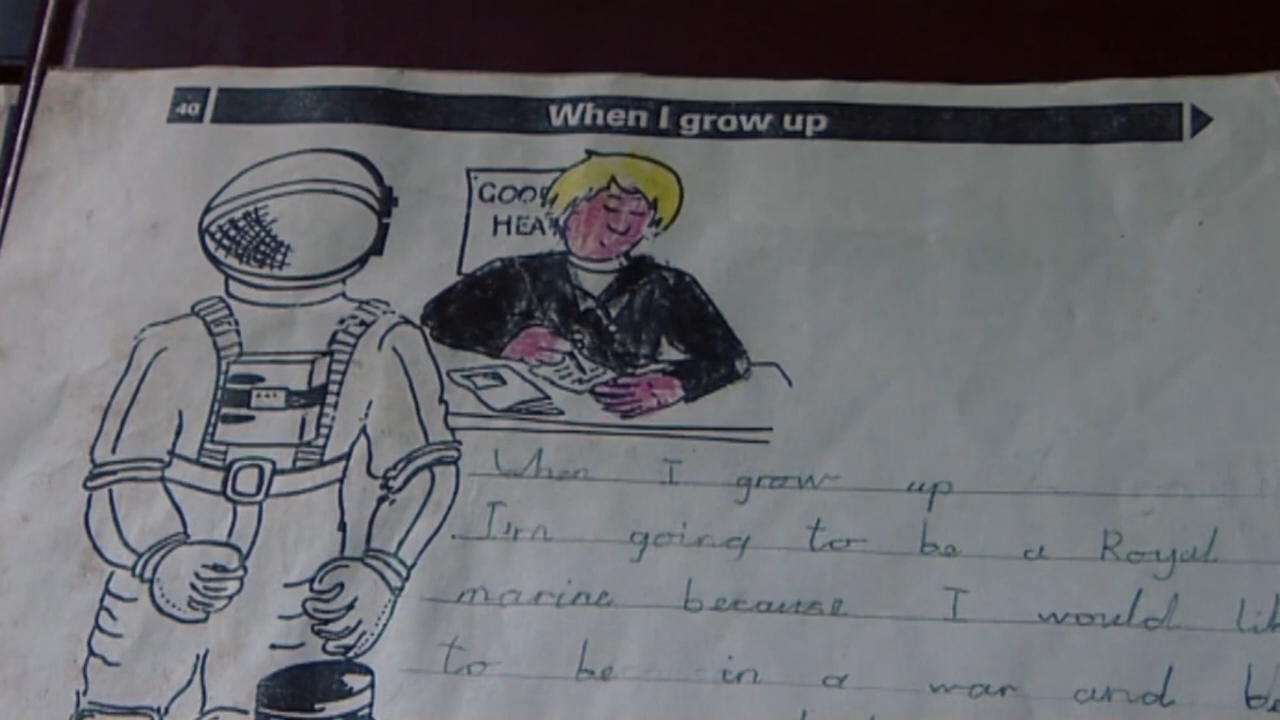 40 When I grow up
GOO
HEA
When I grow up
I'm going to be a Royal
marine because I would
to be in a war and